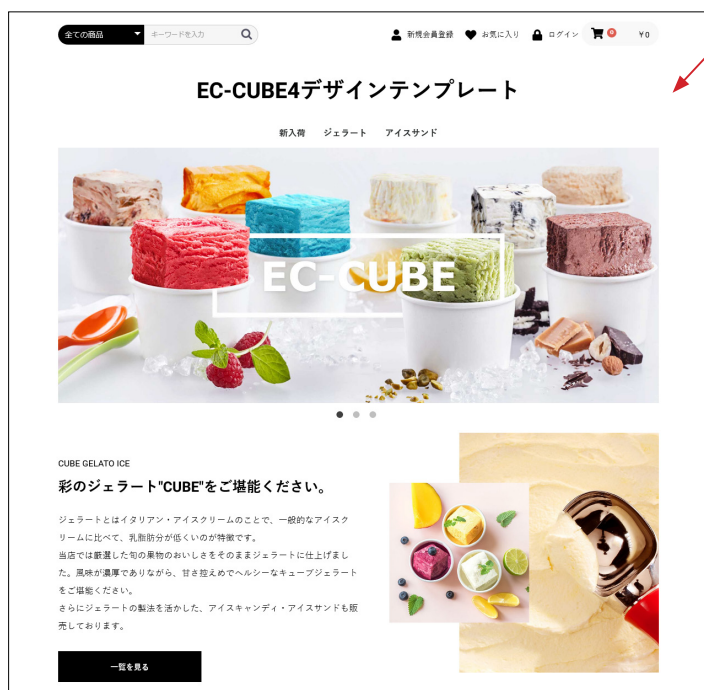 全ての商品 キーワードを入力 新規会員登録 お気に入り ログイン 0 ¥0
EC-CUBE4デザインテンプレート
新入荷 ジェラート アイスサンド
EC-CUBE
CUBE GELATO ICE
彩のジェラート"CUBE"をご堪能ください。
ジェラートとはイタリアン・アイスクリームのことで、一般的なアイスク
リームに比べて、乳脂肪分が低いのが特徴です。
当店では厳選した旬の果物のおいしさをそのままジェラートに仕上げまし
た。風味が濃厚でありながら、甘さ控えめでヘルシーなキューブジェラート
をご堪能ください。
さらにジェラートの製法を活かした、アイスキャンディ・アイスサンドも販
売しております。
一覧を見る